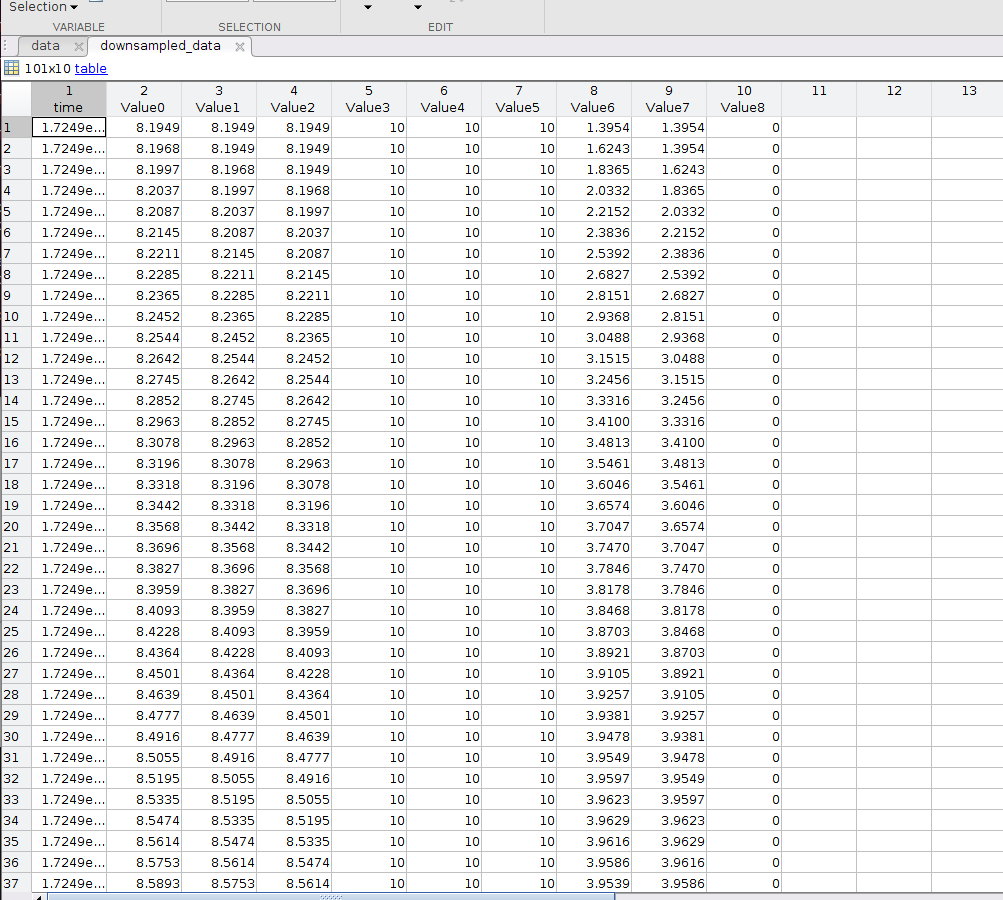 Selection
VARIABLE SELECTION EDIT
data downsampled_data
101x10 table
1 2 3 4 5 6 7 8 9 10 11 12 13
time Value0 Value1 Value2 Value3 Value4 Value5 Value6 Value7 Value8
1 1.7249e... 8.1949 8.1949 8.1949 10 10 10 1.3954 1.3954 0
2 1.7249e... 8.1968 8.1949 8.1949 10 10 10 1.6243 1.3954 0
3 1.7249e... 8.1997 8.1968 8.1949 10 10 10 1.8365 1.6243 0
4 1.7249e... 8.2037 8.1997 8.1968 10 10 10 2.0332 1.8365 0
5 1.7249e... 8.2087 8.2037 8.1997 10 10 10 2.2152 2.0332 0
6 1.7249e... 8.2145 8.2087 8.2037 10 10 10 2.3836 2.2152 0
7 1.7249e... 8.2211 8.2145 8.2087 10 10 10 2.5392 2.3836 0
8 1.7249e... 8.2285 8.2211 8.2145 10 10 10 2.6827 2.5392 0
9 1.7249e... 8.2365 8.2285 8.2211 10 10 10 2.8151 2.6827 0
10 1.7249e... 8.2452 8.2365 8.2285 10 10 10 2.9368 2.8151 0
11 1.7249e... 8.2544 8.2452 8.2365 10 10 10 3.0488 2.9368 0
12 1.7249e... 8.2642 8.2544 8.2452 10 10 10 3.1515 3.0488 0
13 1.7249e... 8.2745 8.2642 8.2544 10 10 10 3.2456 3.1515 0
14 1.7249e... 8.2852 8.2745 8.2642 10 10 10 3.3316 3.2456 0
15 1.7249e... 8.2963 8.2852 8.2745 10 10 10 3.4100 3.3316 0
16 1.7249e... 8.3078 8.2963 8.2852 10 10 10 3.4813 3.4100 0
17 1.7249e... 8.3196 8.3078 8.2963 10 10 10 3.5461 3.4813 0
18 1.7249e... 8.3318 8.3196 8.3078 10 10 10 3.6046 3.5461 0
19 1.7249e... 8.3442 8.3318 8.3196 10 10 10 3.6574 3.6046 0
20 1.7249e... 8.3568 8.3442 8.3318 10 10 10 3.7047 3.6574 0
21 1.7249e... 8.3696 8.3568 8.3442 10 10 10 3.7470 3.7047 0
22 1.7249e... 8.3827 8.3696 8.3568 10 10 10 3.7846 3.7470 0
23 1.7249e... 8.3959 8.3827 8.3696 10 10 10 3.8178 3.7846 0
24 1.7249e... 8.4093 8.3959 8.3827 10 10 10 3.8468 3.8178 0
25 1.7249e... 8.4228 8.4093 8.3959 10 10 10 3.8703 3.8468 0
26 1.7249e... 8.4364 8.4228 8.4093 10 10 10 3.8921 3.8703 0
27 1.7249e... 8.4501 8.4364 8.4228 10 10 10 3.9105 3.8921 0
28 1.7249e... 8.4639 8.4501 8.4364 10 10 10 3.9257 3.9105 0
29 1.7249e... 8.4777 8.4639 8.4501 10 10 10 3.9381 3.9257 0
30 1.7249e... 8.4916 8.4777 8.4639 10 10 10 3.9478 3.9381 0
31 1.7249e... 8.5055 8.4916 8.4777 10 10 10 3.9549 3.9478 0
32 1.7249e... 8.5195 8.5055 8.4916 10 10 10 3.9597 3.9549 0
33 1.7249e... 8.5335 8.5195 8.5055 10 10 10 3.9623 3.9597 0
34 1.7249e... 8.5474 8.5335 8.5195 10 10 10 3.9629 3.9623 0
35 1.7249e... 8.5614 8.5474 8.5335 10 10 10 3.9616 3.9629 0
36 1.7249e... 8.5753 8.5614 8.5474 10 10 10 3.9586 3.9616 0
37 1.7249e... 8.5893 8.5753 8.5614 10 10 10 3.9539 3.9586 0